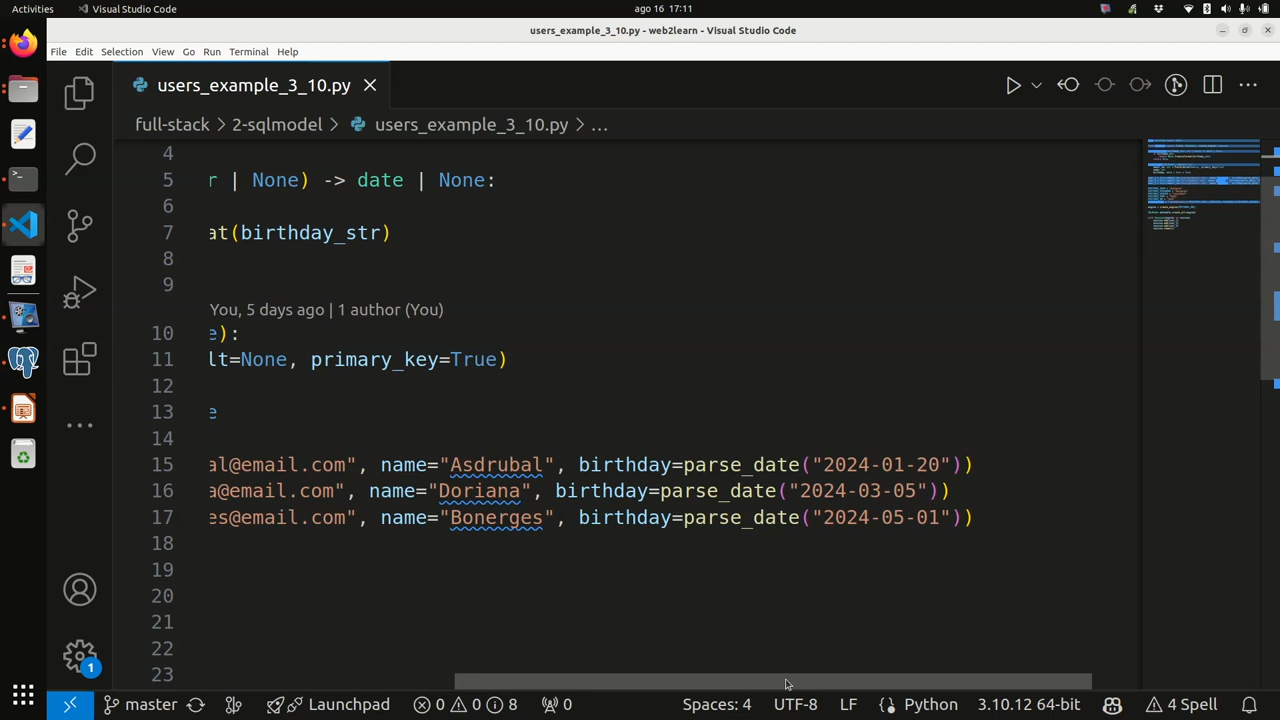 Activities
Visual Studio Code
ago 16 17:11
users_example_3_10.py - web2learn - Visual Studio Code
File Edit Selection View Go Run Terminal Help
users_example_3_10.py
full-stack > 2-sqlmodel > users_example_3_10.py > ...
4
5 r | None) -> date | None:
6
7 at(birthday_str)
8
9
You, 5 days ago | 1 author (You)
10 e):
11 lt=None, primary_key=True)
12
13 e
14
15 al@email.com", name="Asdrubal", birthday=parse_date("2024-01-20"))
16 a@email.com", name="Doriana", birthday=parse_date("2024-03-05"))
17 es@email.com", name="Bonerges", birthday=parse_date("2024-05-01"))
18
19
20
21
22
23
1
master Launchpad 0 0 8 0 Spaces: 4 UTF-8 LF Python 3.10.12 64-bit 4 Spell